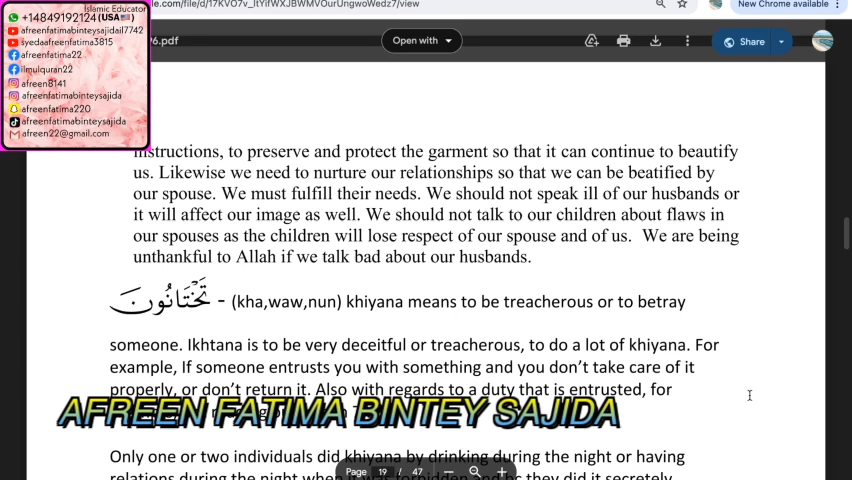 Islamic Educator
+14849192124 (USA🇺🇸)
afreenfatimabinteysajidail7742
syedaafreenfatima3815
afreenfatima22
ilmulquran22
afreen8141
afreenfatimabinteysajida
afreenfatima220
afreenfatimabinteysajida
afreen22@gmail.com
le.com/file/d/17KVO7v_ItYifWXJBWMVOurUngwoWedz7/view
New Chrome available
6.pdf
Open with
Share
instructions, to preserve and protect the garment so that it can continue to beautify
us. Likewise we need to nurture our relationships so that we can be beatified by
our spouse. We must fulfill their needs. We should not speak ill of our husbands or
it will affect our image as well. We should not talk to our children about flaws in
our spouses as the children will lose respect of our spouse and of us. We are being
unthankful to Allah if we talk bad about our husbands.
تَخْتَانُونَ - (kha,waw,nun) khiyana means to be treacherous or to betray
someone. Ikhtana is to be very deceitful or treacherous, to do a lot of khiyana. For
example, If someone entrusts you with something and you don't take care of it
properly, or don't return it. Also with regards to a duty that is entrusted, for
AFREEN FATIMA BINTEY SAJIDA
Only one or two individuals did khiyana by drinking during the night or having
Page 19 / 47
relations during the night when it was forbidden and bc they did it secretely